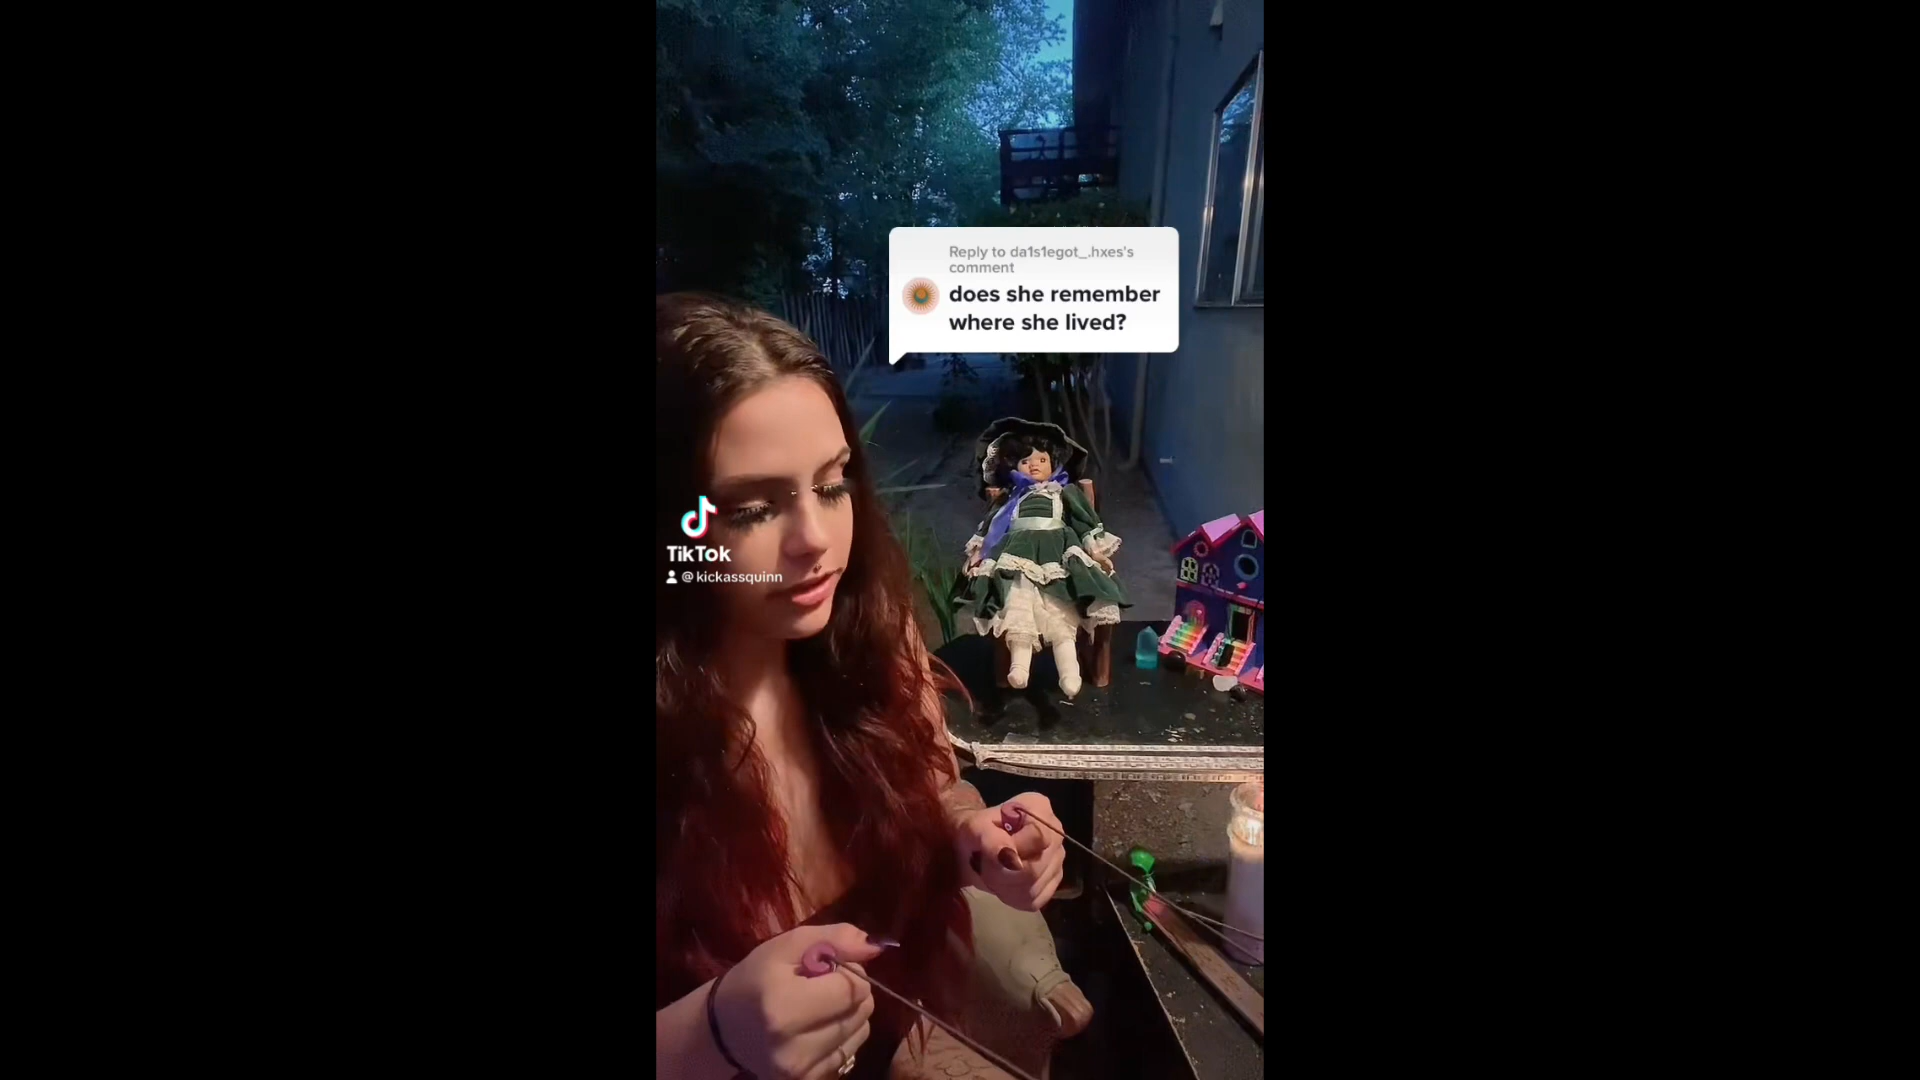 Reply to da1s1egot_.hxes's
comment
does she remember
where she lived?
TikTok
@kickassquinn